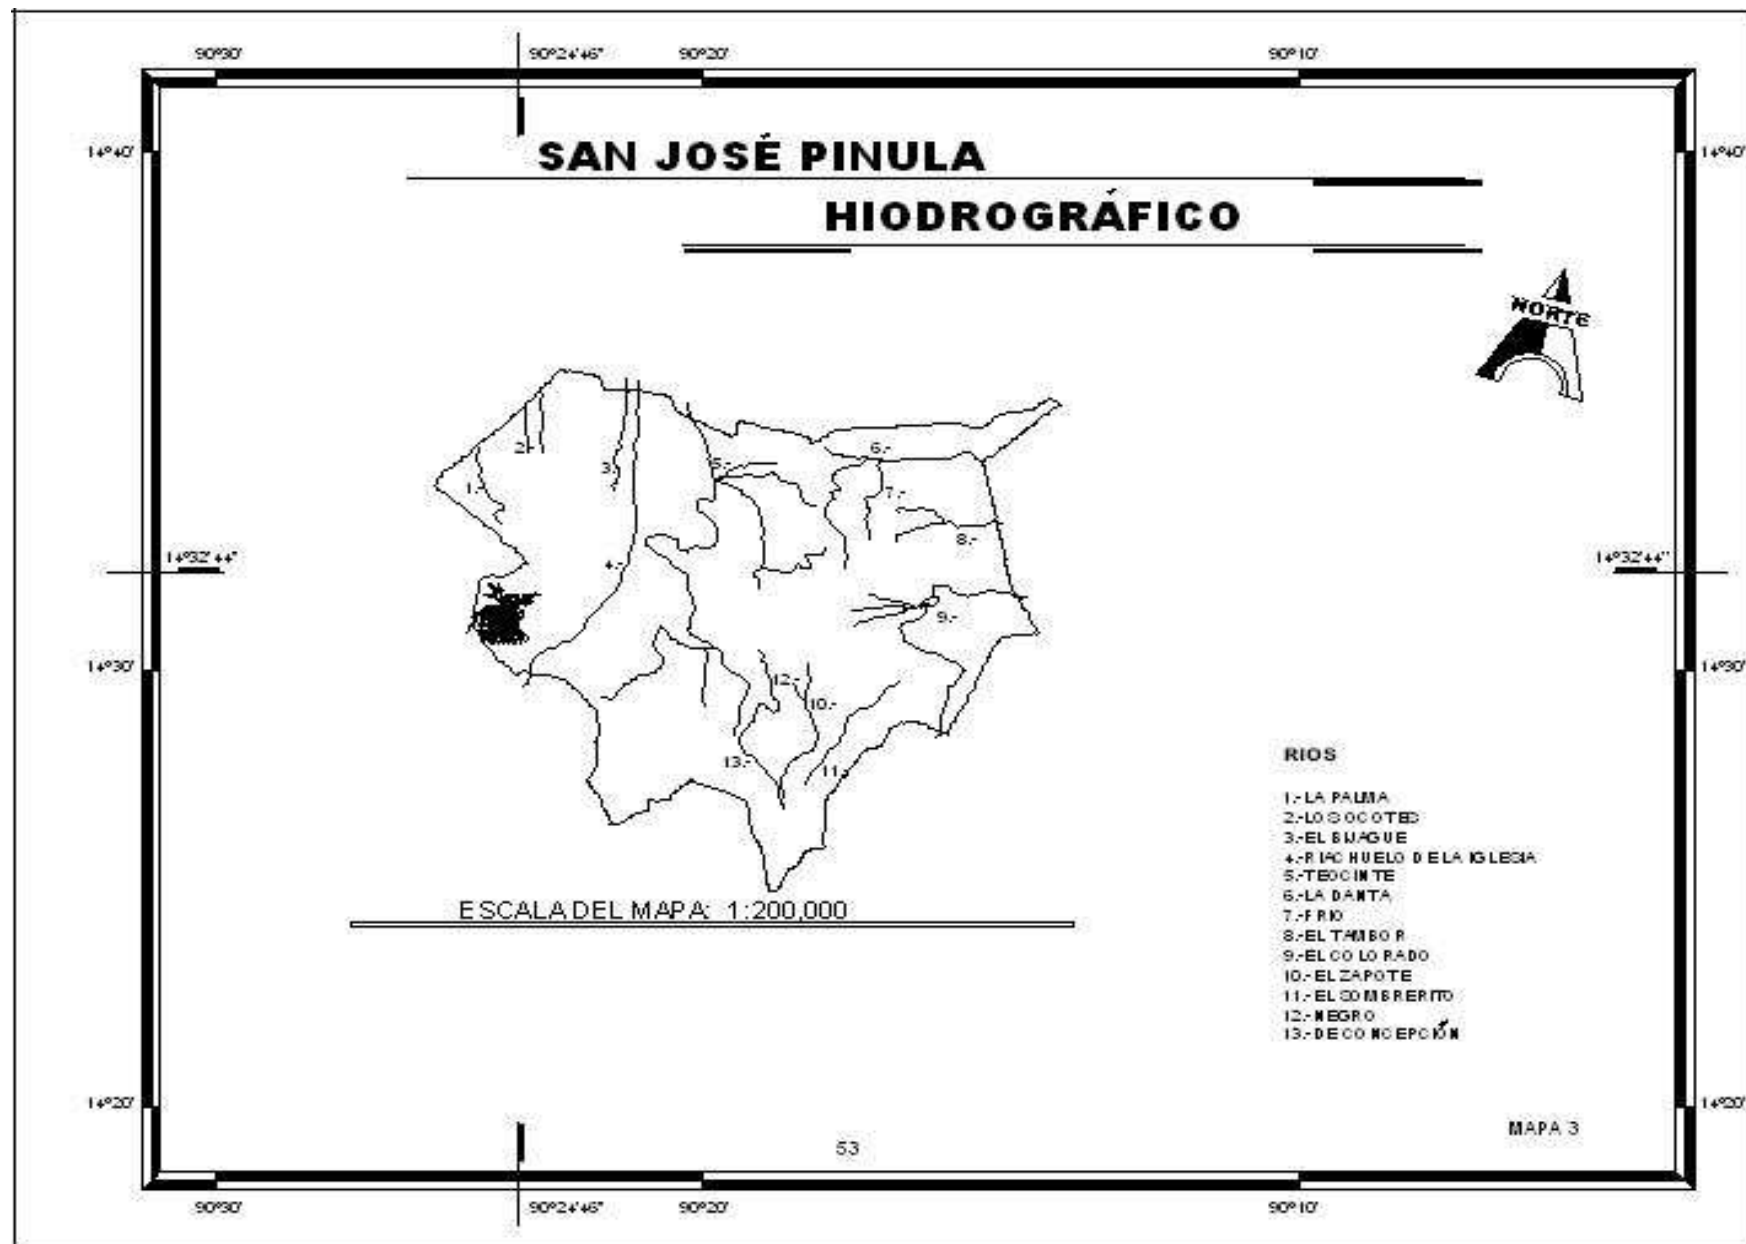 90°30' 90°24'46" 90°20' 90°10'
14°40' 14°40'
SAN JOSÉ PINULA
HIODROGRÁFICO
NORTE
6.-
2.-
5.-
3.-
1.-
7.-
8.-
14°32'44" 14°32'44"
4.-
9.-
14°30' 14°30'
12.-
10.-
13.-
11.-
RIOS
1.-LA PALMA
2.-LOS OCOTES
3.-EL BIJAGUE
4.-RIACHUELO DE LA IGLESIA
5.-TEOCINTE
6.-LA DANTA
7.-FRIO
8.-EL TAMBOR
9.-EL COLORADO
10.-EL ZAPOTE
11.-EL SOMBRERITO
12.-NEGRO
13.-DE CONCEPCIÓN
ESCALA DEL MAPA: 1:200,000
14°20' 14°20'
MAPA 3
53
90°30' 90°24'46" 90°20' 90°10'